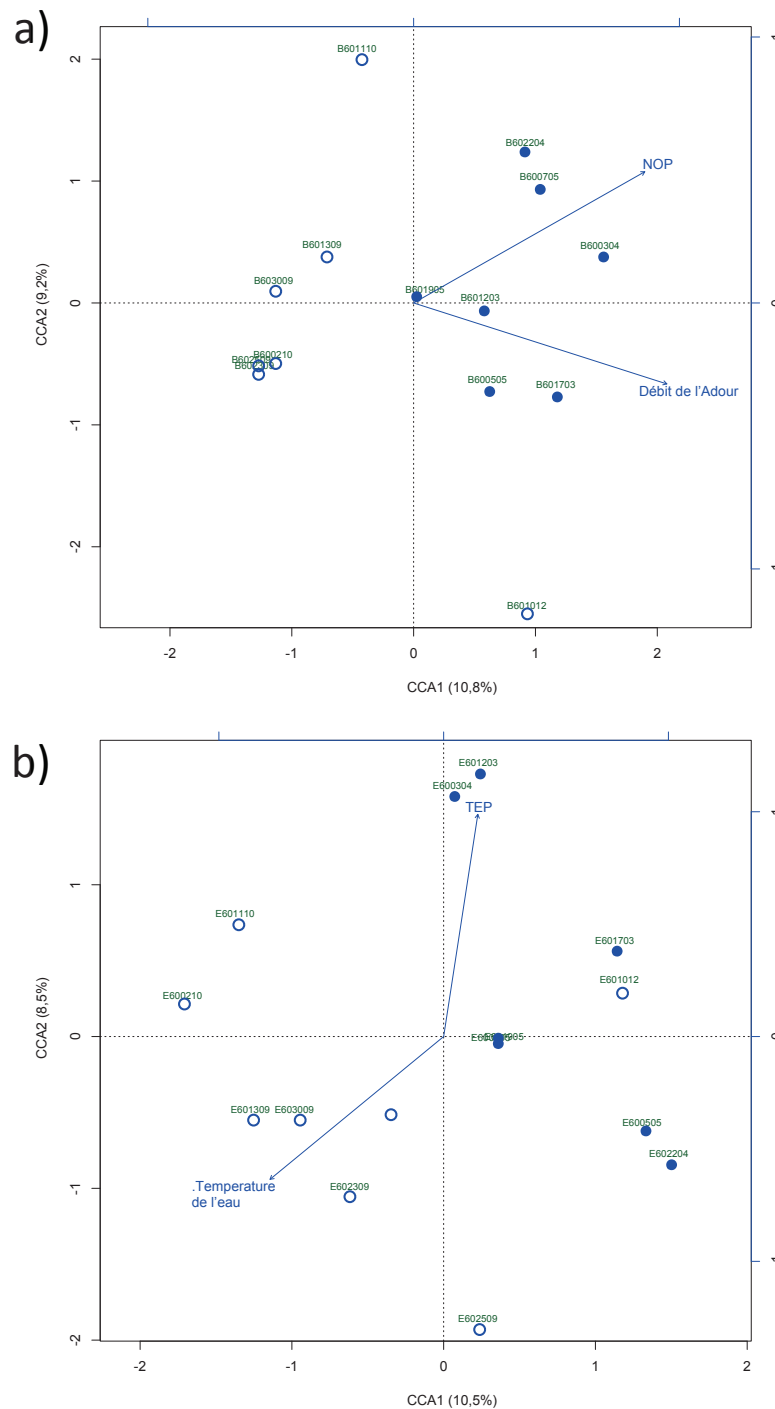 a)
B601110
2
B602204
NOP
B600705
1
B601309
B600304
B603009
B601905
B601203
0
0
CCA2 (9,2%)
B600210
B602309
B600505
B601703
Débit de l'Adour
-1
-2
B601012
-2
-1
0
1
2
CCA1 (10,8%)
b)
E601203
E600304
TEP
1
E601110
E601703
E601012
E600210
CCA2 (8,5%)
0
0
E601309
E603009
E600505
E602204
.Temperature
de l'eau
E602309
-1
E602509
-2
-2
-1
0
1
2
CCA1 (10,5%)